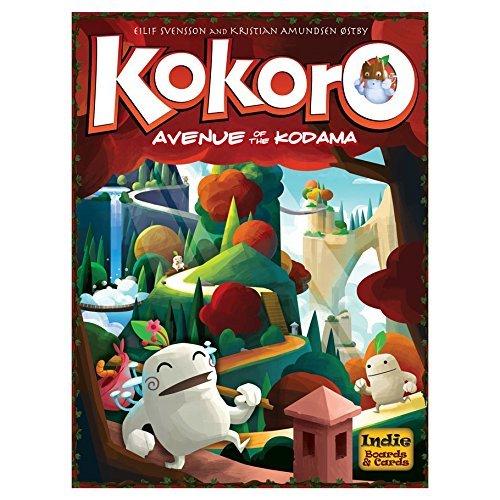 EILIF SVENSSON AND KRISTIAN AMUNDSEN ØSTBY
KOKORO
AVENUE OF THE KODAMA
Indie
Boards
& Cards